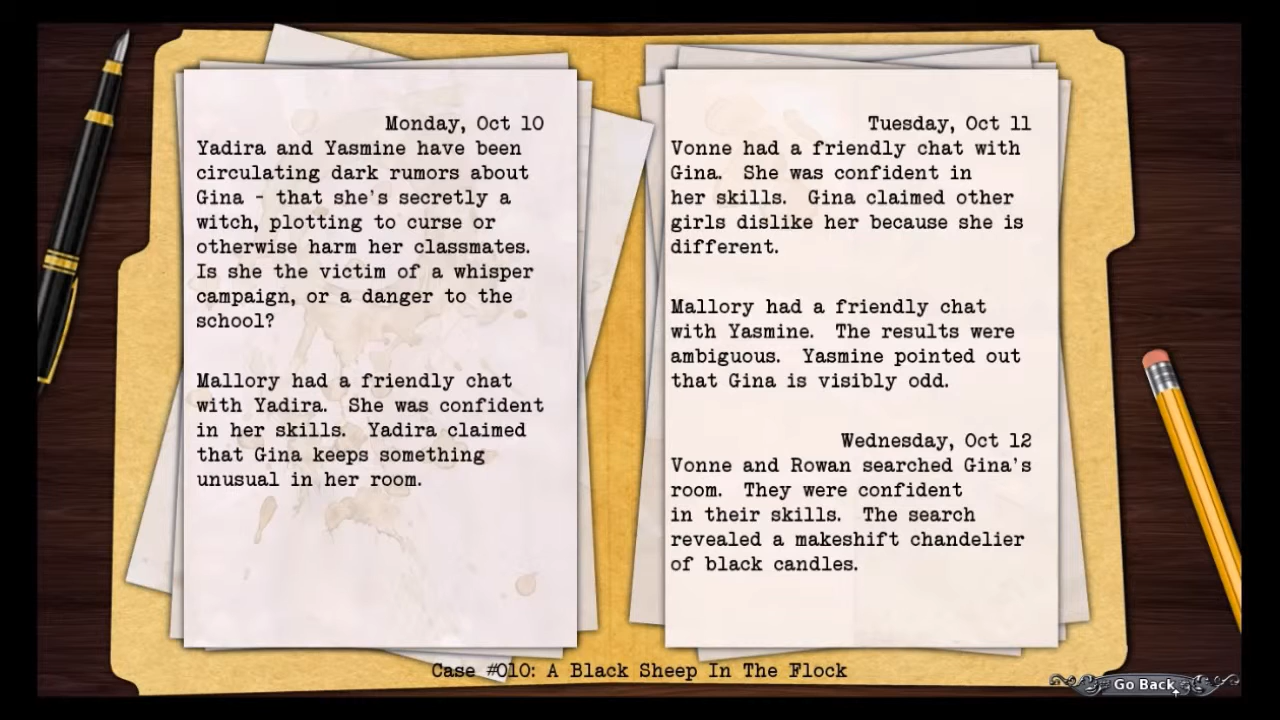 Monday, Oct 10
Yadira and Yasmine have been
circulating dark rumors about
Gina - that she's secretly a
witch, plotting to curse or
otherwise harm her classmates.
Is she the victim of a whisper
campaign, or a danger to the
school?
Mallory had a friendly chat
with Yadira. She was confident
in her skills. Yadira claimed
that Gina keeps something
unusual in her room.
Tuesday, Oct 11
Vonne had a friendly chat with
Gina. She was confident in
her skills. Gina claimed other
girls dislike her because she is
different.
Mallory had a friendly chat
with Yasmine. The results were
ambiguous. Yasmine pointed out
that Gina is visibly odd.
Wednesday, Oct 12
Vonne and Rowan searched Gina's
room. They were confident
in their skills. The search
revealed a makeshift chandelier
of black candles.
Case #010: A Black Sheep In The Flock
Go Back